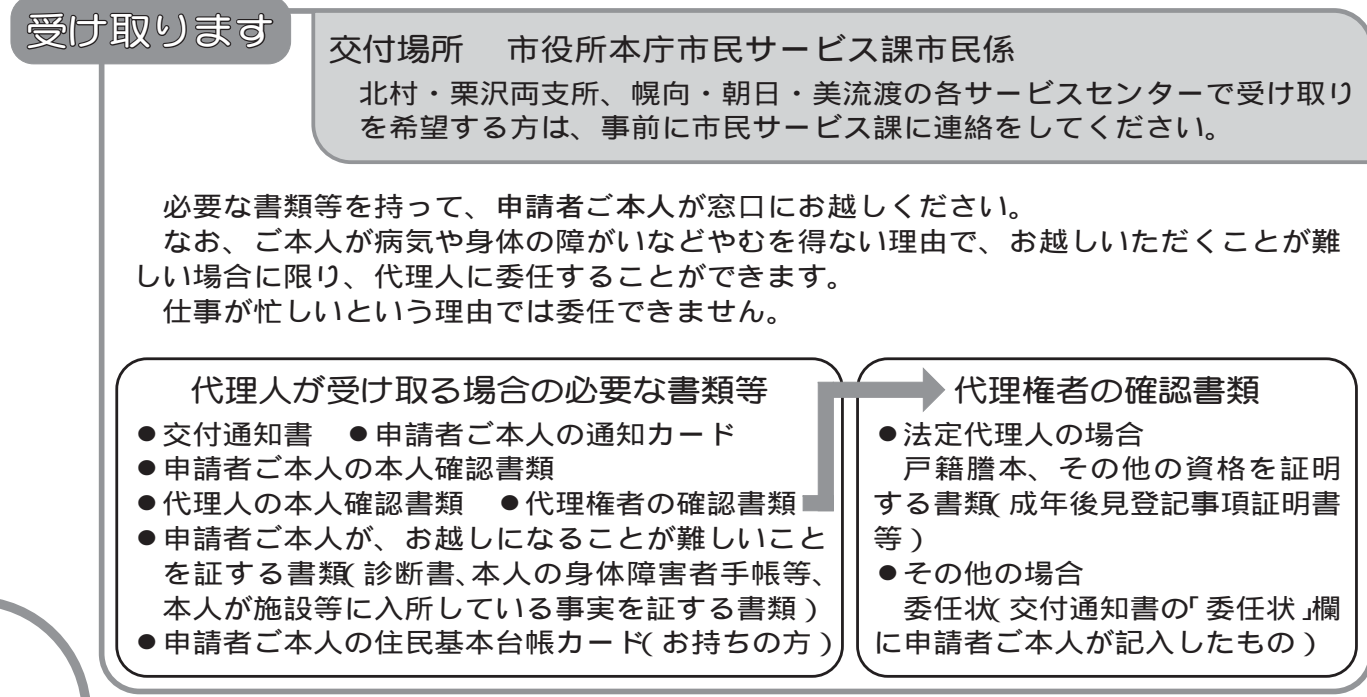 受け取ります
交付場所　市役所本庁市民サービス課市民係
北村・栗沢両支所、幌向・朝日・美流渡の各サービスセンターで受け取り
を希望する方は、事前に市民サービス課に連絡をしてください。
必要な書類等を持って、申請者ご本人が窓口にお越しください。
なお、ご本人が病気や身体の障がいなどやむを得ない理由で、お越しいただくことが難
しい場合に限り、代理人に委任することができます。
仕事が忙しいという理由では委任できません。
代理人が受け取る場合の必要な書類等
●交付通知書　●申請者ご本人の通知カード
●申請者ご本人の本人確認書類
●代理人の本人確認書類　●代理権者の確認書類
●申請者ご本人が、お越しになることが難しいこと
を証する書類(診断書、本人の身体障害者手帳等、
本人が施設等に入所している事実を証する書類)
●申請者ご本人の住民基本台帳カード(お持ちの方)
代理権者の確認書類
●法定代理人の場合
戸籍謄本、その他の資格を証明
する書類(成年後見登記事項証明書
等)
●その他の場合
委任状(交付通知書の「委任状」欄
に申請者ご本人が記入したもの)